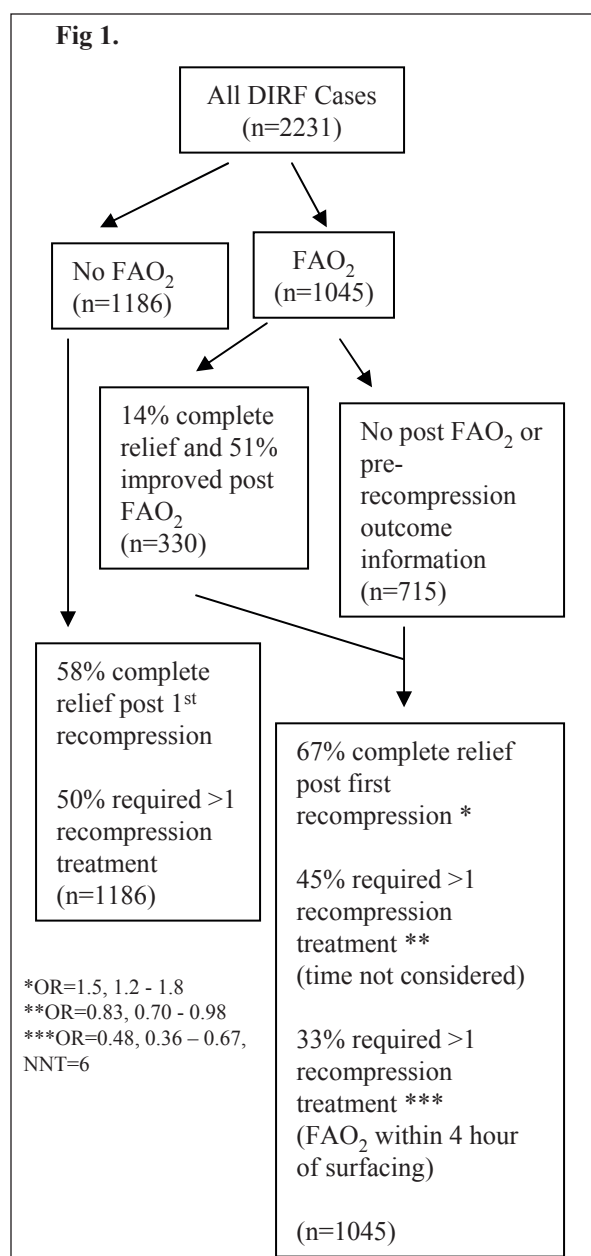 Fig 1.
All DIRF Cases
(n=2231)
No FAO2
(n=1186)
FAO2
(n=1045)
14% complete
relief and 51%
improved post
FAO2
(n=330)
No post FAO2 or
pre-
recompression
outcome
information
(n=715)
58% complete
relief post 1st
recompression
50% required >1
recompression
treatment
(n=1186)
67% complete relief
post first
recompression *
45% required >1
recompression
treatment **
(time not considered)
33% required >1
recompression
treatment ***
(FAO2 within 4 hour
of surfacing)
(n=1045)
*OR=1.5, 1.2 - 1.8
**OR=0.83, 0.70 - 0.98
***OR=0.48, 0.36 – 0.67,
NNT=6